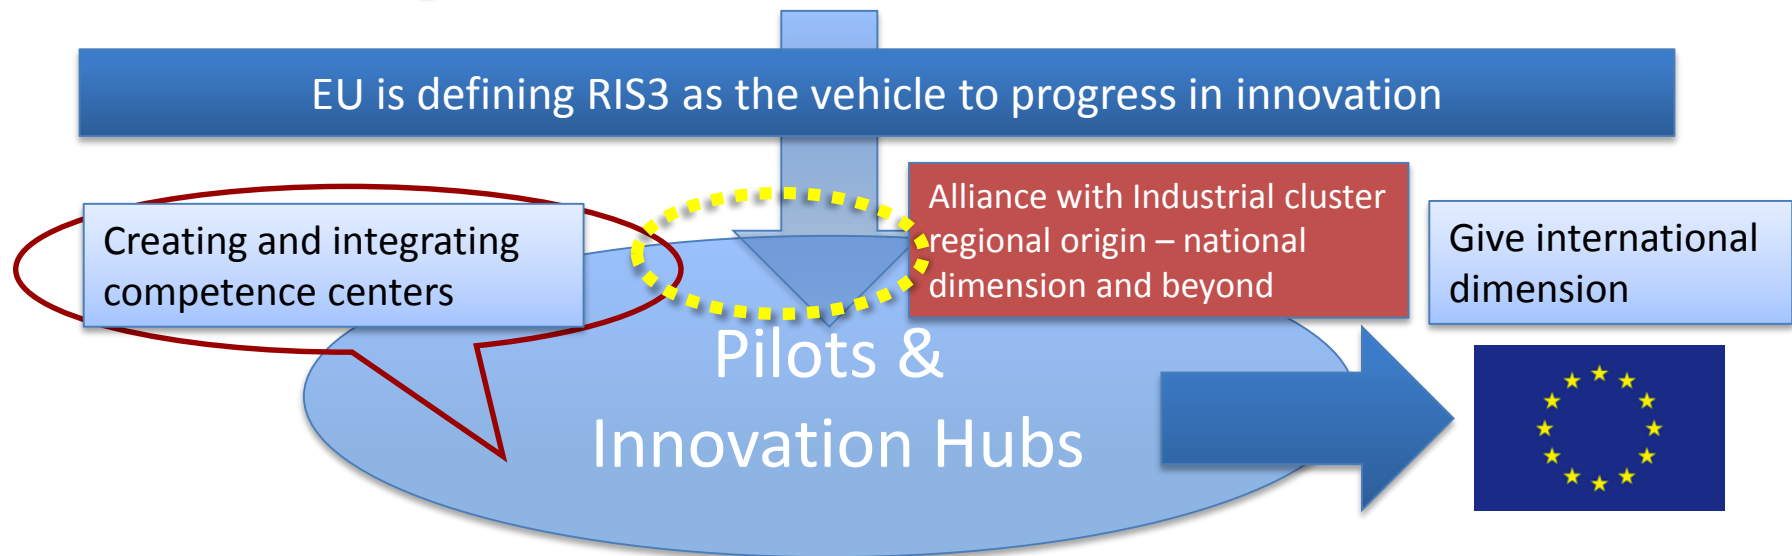 EU is defining RIS3 as the vehicle to progress in innovation
Creating and integrating
competence centers
Alliance with Industrial cluster
regional origin – national
dimension and beyond
Give international
dimension
Pilots &
Innovation Hubs